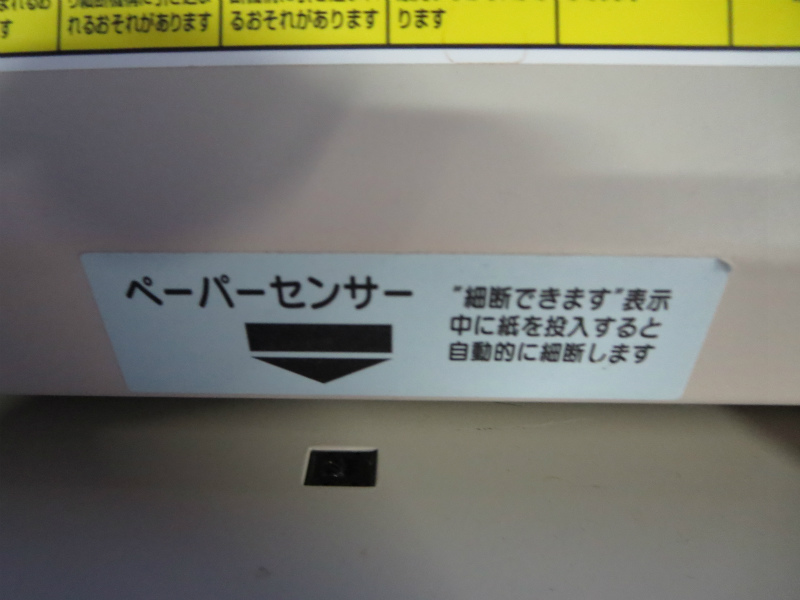 れるおそれがあります
るおそれがあります
ります
ペーパーセンサー
"細断できます"表示
中に紙を投入すると
自動的に細断します